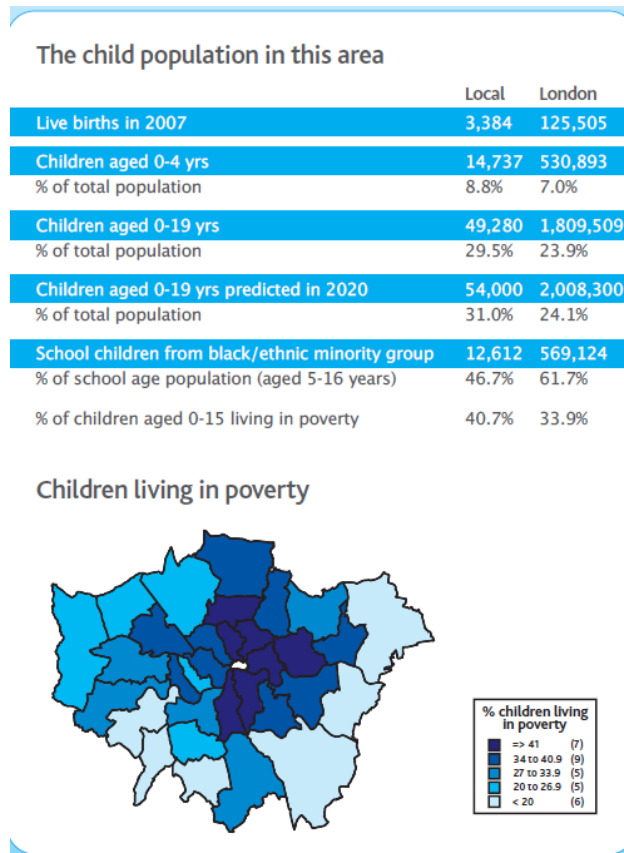 The child population in this area
Local London
Live births in 2007 3,384 125,505
Children aged 0-4 yrs 14,737 530,893
% of total population 8.8% 7.0%
Children aged 0-19 yrs 49,280 1,809,509
% of total population 29.5% 23.9%
Children aged 0-19 yrs predicted in 2020 54,000 2,008,300
% of total population 31.0% 24.1%
School children from black/ethnic minority group 12,612 569,124
% of school age population (aged 5-16 years) 46.7% 61.7%
% of children aged 0-15 living in poverty 40.7% 33.9%
Children living in poverty
% children living
in poverty
=> 41 (7)
34 to 40.9 (9)
27 to 33.9 (5)
20 to 26.9 (5)
< 20 (6)